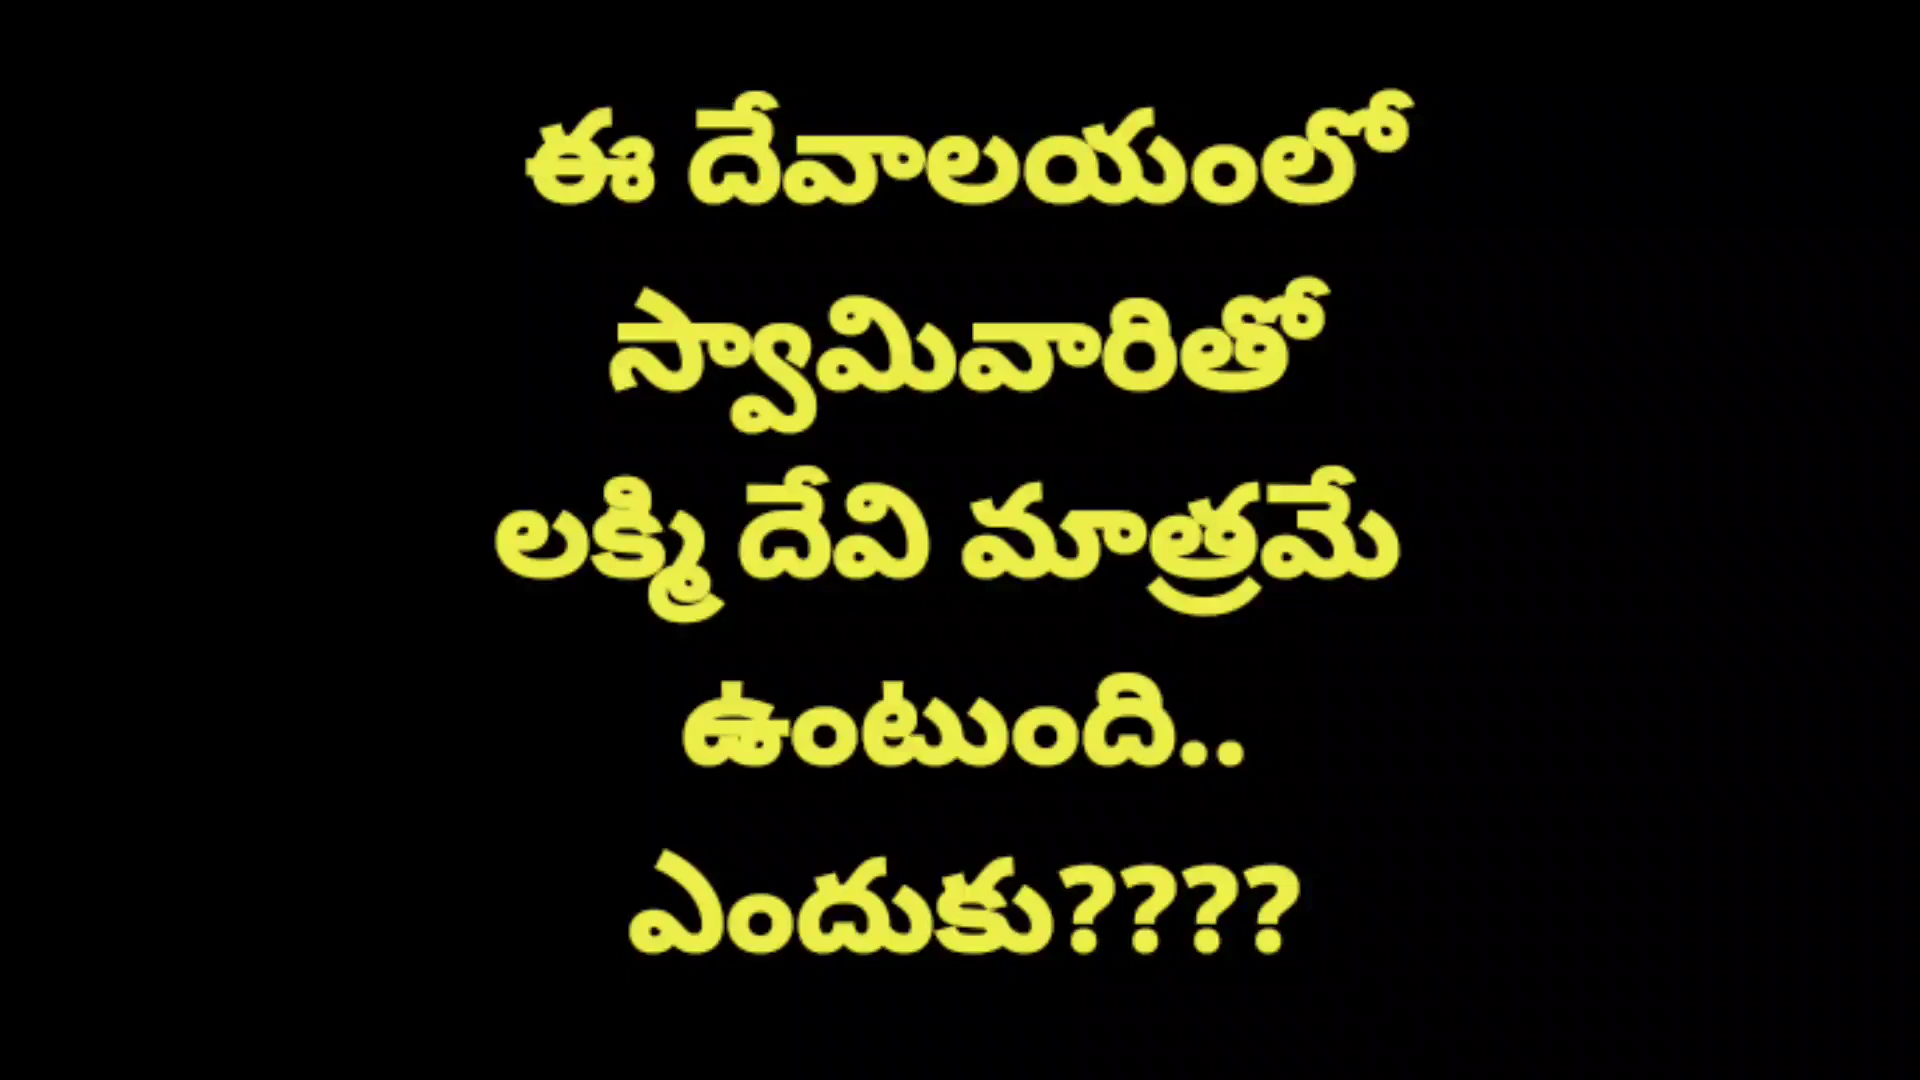 ఈ దేవాలయంలో
స్వామివారితో
లక్మి దేవి మాత్రమే
ఉంటుంది..
ఎందుకు????